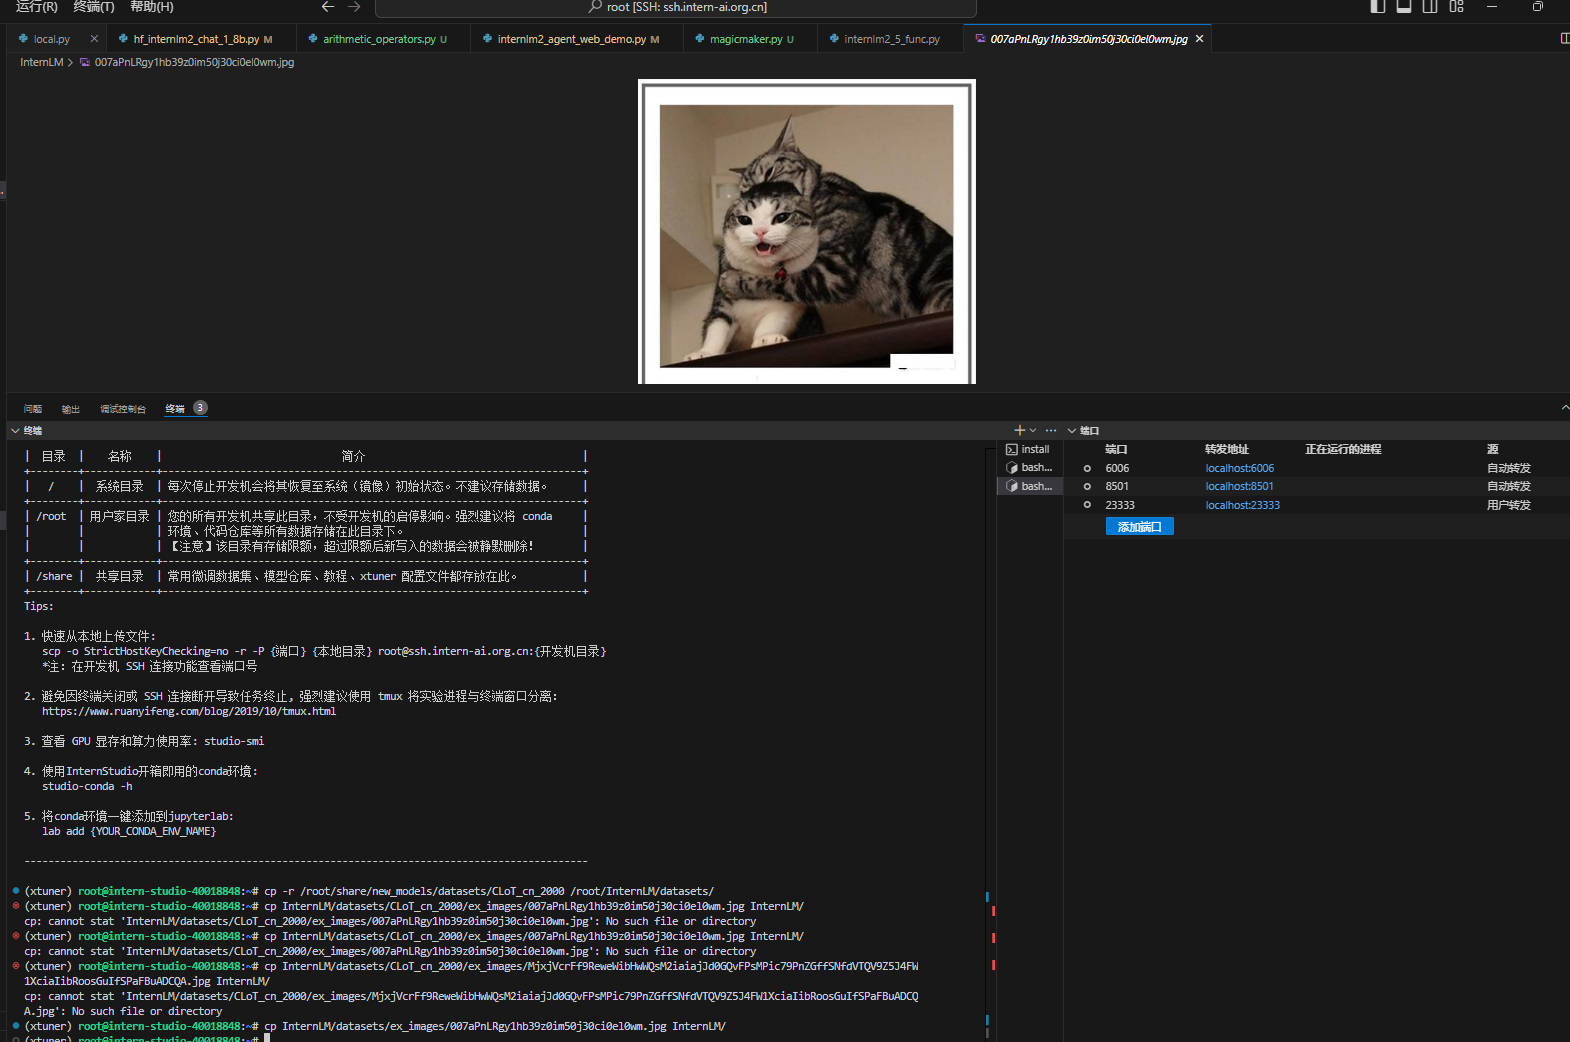 运行(R) 终端(T) 帮助(H)
root [SSH: ssh.intern-ai.org.cn]
local.py
hf_internlm2_chat_1_8b.py M
arithmetic_operators.py U
internlm2_agent_web_demo.py M
magicmaker.py U
internlm2_5_func.py
007aPnLRgy1hb39z0im50j30ci0el0wm.jpg
InternLM > 007aPnLRgy1hb39z0im50j30ci0el0wm.jpg
问题 输出 调试控制台 终端 3
终端
| 目录 | 名称 | 简介 |
+--------+------------+----------------------------------------------------------------------+
| / | 系统目录 | 每次停止开发机会将其恢复至系统（镜像）初始状态。不建议存储数据。 |
+--------+------------+----------------------------------------------------------------------+
| /root | 用户家目录 | 您的所有开发机共享此目录，不受开发机的启停影响。强烈建议将 conda |
| | | 环境、代码仓库等所有数据存储在此目录下。 |
| | | 【注意】该目录有存储限额，超过限额后新写入的数据会被静默删除！ |
+--------+------------+----------------------------------------------------------------------+
| /share | 共享目录 | 常用微调数据集、模型仓库、教程、xtuner 配置文件都存放在此。 |
+--------+------------+----------------------------------------------------------------------+
Tips:
1. 快速从本地上传文件:
scp -o StrictHostKeyChecking=no -r -P {端口} {本地目录} root@ssh.intern-ai.org.cn:{开发机目录}
*注: 在开发机 SSH 连接功能查看端口号
2. 避免因终端关闭或 SSH 连接断开导致任务终止, 强烈建议使用 tmux 将实验进程与终端窗口分离:
https://www.ruanyifeng.com/blog/2019/10/tmux.html
3. 查看 GPU 显存和算力使用率: studio-smi
4. 使用InternStudio开箱即用的conda环境:
studio-conda -h
5. 将conda环境一键添加到jupyterlab:
lab add {YOUR_CONDA_ENV_NAME}
----------------------------------------------------------------------------------------------
(xtuner) root@intern-studio-40018848:~# cp -r /root/share/new_models/datasets/CLoT_cn_2000 /root/InternLM/datasets/
(xtuner) root@intern-studio-40018848:~# cp InternLM/datasets/CLoT_cn_2000/ex_images/007aPnLRgy1hb39z0im50j30ci0el0wm.jpg InternLM/
cp: cannot stat 'InternLM/datasets/CLoT_cn_2000/ex_images/007aPnLRgy1hb39z0im50j30ci0el0wm.jpg': No such file or directory
(xtuner) root@intern-studio-40018848:~# cp InternLM/datasets/CLoT_cn_2000/ex_images/007aPnLRgy1hb39z0im50j30ci0el0wm.jpg InternLM/
cp: cannot stat 'InternLM/datasets/CLoT_cn_2000/ex_images/007aPnLRgy1hb39z0im50j30ci0el0wm.jpg': No such file or directory
(xtuner) root@intern-studio-40018848:~# cp InternLM/datasets/CLoT_cn_2000/ex_images/MjxjVcrFf9ReweWibHwWQsM2iaiajJd0GQvFPsMPic79PnZGffSNfdVTQV9Z5J4FW
1XciaIibRoosGuIfSPaFBuADCQA.jpg InternLM/
cp: cannot stat 'InternLM/datasets/CLoT_cn_2000/ex_images/MjxjVcrFf9ReweWibHwWQsM2iaiajJd0GQvFPsMPic79PnZGffSNfdVTQV9Z5J4FW1XciaIibRoosGuIfSPaFBuADCQ
A.jpg': No such file or directory
(xtuner) root@intern-studio-40018848:~# cp InternLM/datasets/ex_images/007aPnLRgy1hb39z0im50j30ci0el0wm.jpg InternLM/
(xtuner) root@intern-studio-40018848:~#
install
bash...
bash...
端口
端口 转发地址 正在运行的进程 源
6006 localhost:6006 自动转发
8501 localhost:8501 自动转发
23333 localhost:23333 用户转发
添加端口